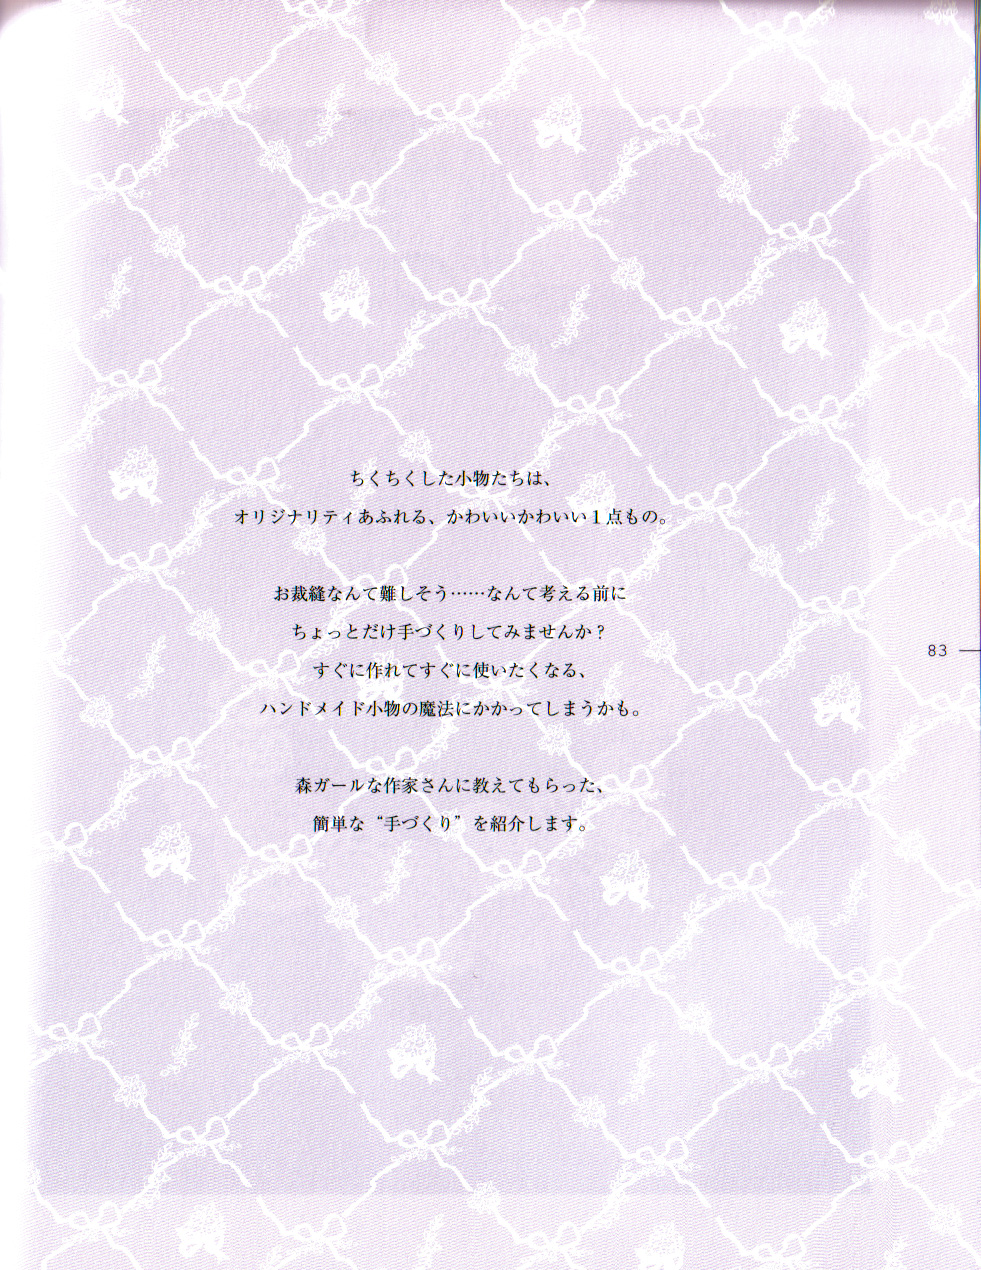 ちくちくした小物たちは、
オリジナリティあふれる、かわいいかわいい1点もの。
お裁縫なんて難しそう……なんて考える前に
ちょっとだけ手づくりしてみませんか？
すぐに作れてすぐに使いたくなる、
ハンドメイド小物の魔法にかかってしまうかも。
森ガールな作家さんに教えてもらった、
簡単な“手づくり”を紹介します。
83